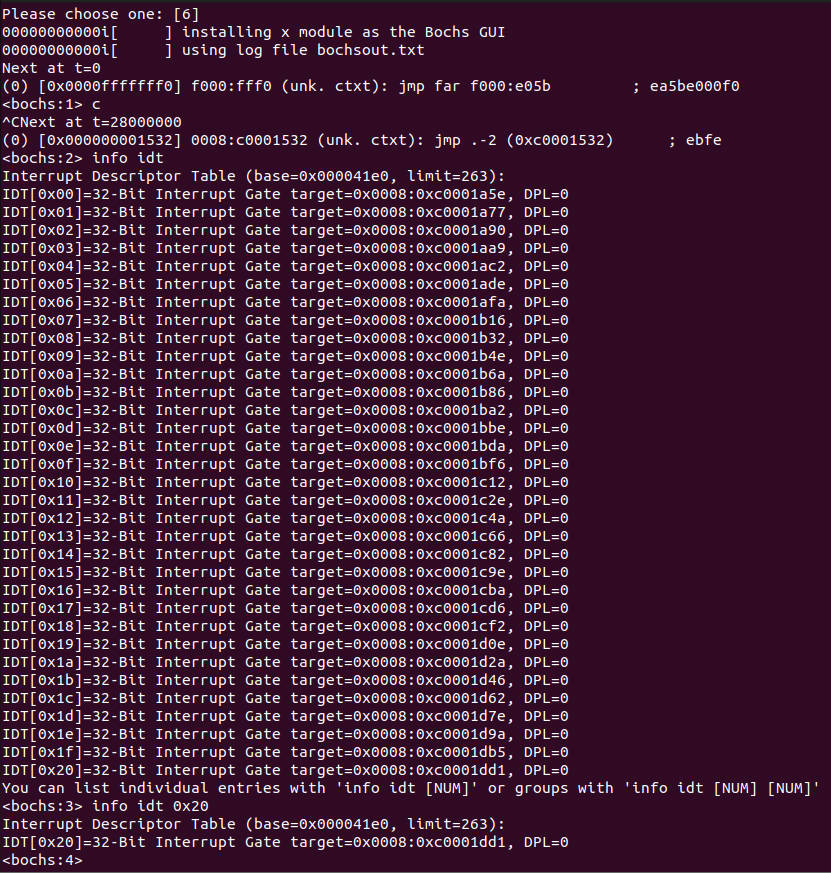 Please choose one: [6]
00000000000i[      ] installing x module as the Bochs GUI
00000000000i[      ] using log file bochsout.txt
Next at t=0
(0) [0x0000fffffff0] f000:fff0 (unk. ctxt): jmp far f000:e05b         ; ea5be000f0
<bochs:1> c
^CNext at t=28000000
(0) [0x000000001532] 0008:c0001532 (unk. ctxt): jmp .-2 (0xc0001532)      ; ebfe
<bochs:2> info idt
Interrupt Descriptor Table (base=0x000041e0, limit=263):
IDT[0x00]=32-Bit Interrupt Gate target=0x0008:0xc0001a5e, DPL=0
IDT[0x01]=32-Bit Interrupt Gate target=0x0008:0xc0001a77, DPL=0
IDT[0x02]=32-Bit Interrupt Gate target=0x0008:0xc0001a90, DPL=0
IDT[0x03]=32-Bit Interrupt Gate target=0x0008:0xc0001aa9, DPL=0
IDT[0x04]=32-Bit Interrupt Gate target=0x0008:0xc0001ac2, DPL=0
IDT[0x05]=32-Bit Interrupt Gate target=0x0008:0xc0001ade, DPL=0
IDT[0x06]=32-Bit Interrupt Gate target=0x0008:0xc0001afa, DPL=0
IDT[0x07]=32-Bit Interrupt Gate target=0x0008:0xc0001b16, DPL=0
IDT[0x08]=32-Bit Interrupt Gate target=0x0008:0xc0001b32, DPL=0
IDT[0x09]=32-Bit Interrupt Gate target=0x0008:0xc0001b4e, DPL=0
IDT[0x0a]=32-Bit Interrupt Gate target=0x0008:0xc0001b6a, DPL=0
IDT[0x0b]=32-Bit Interrupt Gate target=0x0008:0xc0001b86, DPL=0
IDT[0x0c]=32-Bit Interrupt Gate target=0x0008:0xc0001ba2, DPL=0
IDT[0x0d]=32-Bit Interrupt Gate target=0x0008:0xc0001bbe, DPL=0
IDT[0x0e]=32-Bit Interrupt Gate target=0x0008:0xc0001bda, DPL=0
IDT[0x0f]=32-Bit Interrupt Gate target=0x0008:0xc0001bf6, DPL=0
IDT[0x10]=32-Bit Interrupt Gate target=0x0008:0xc0001c12, DPL=0
IDT[0x11]=32-Bit Interrupt Gate target=0x0008:0xc0001c2e, DPL=0
IDT[0x12]=32-Bit Interrupt Gate target=0x0008:0xc0001c4a, DPL=0
IDT[0x13]=32-Bit Interrupt Gate target=0x0008:0xc0001c66, DPL=0
IDT[0x14]=32-Bit Interrupt Gate target=0x0008:0xc0001c82, DPL=0
IDT[0x15]=32-Bit Interrupt Gate target=0x0008:0xc0001c9e, DPL=0
IDT[0x16]=32-Bit Interrupt Gate target=0x0008:0xc0001cba, DPL=0
IDT[0x17]=32-Bit Interrupt Gate target=0x0008:0xc0001cd6, DPL=0
IDT[0x18]=32-Bit Interrupt Gate target=0x0008:0xc0001cf2, DPL=0
IDT[0x19]=32-Bit Interrupt Gate target=0x0008:0xc0001d0e, DPL=0
IDT[0x1a]=32-Bit Interrupt Gate target=0x0008:0xc0001d2a, DPL=0
IDT[0x1b]=32-Bit Interrupt Gate target=0x0008:0xc0001d46, DPL=0
IDT[0x1c]=32-Bit Interrupt Gate target=0x0008:0xc0001d62, DPL=0
IDT[0x1d]=32-Bit Interrupt Gate target=0x0008:0xc0001d7e, DPL=0
IDT[0x1e]=32-Bit Interrupt Gate target=0x0008:0xc0001d9a, DPL=0
IDT[0x1f]=32-Bit Interrupt Gate target=0x0008:0xc0001db5, DPL=0
IDT[0x20]=32-Bit Interrupt Gate target=0x0008:0xc0001dd1, DPL=0
You can list individual entries with 'info idt [NUM]' or groups with 'info idt [NUM] [NUM]'
<bochs:3> info idt 0x20
Interrupt Descriptor Table (base=0x000041e0, limit=263):
IDT[0x20]=32-Bit Interrupt Gate target=0x0008:0xc0001dd1, DPL=0
<bochs:4>